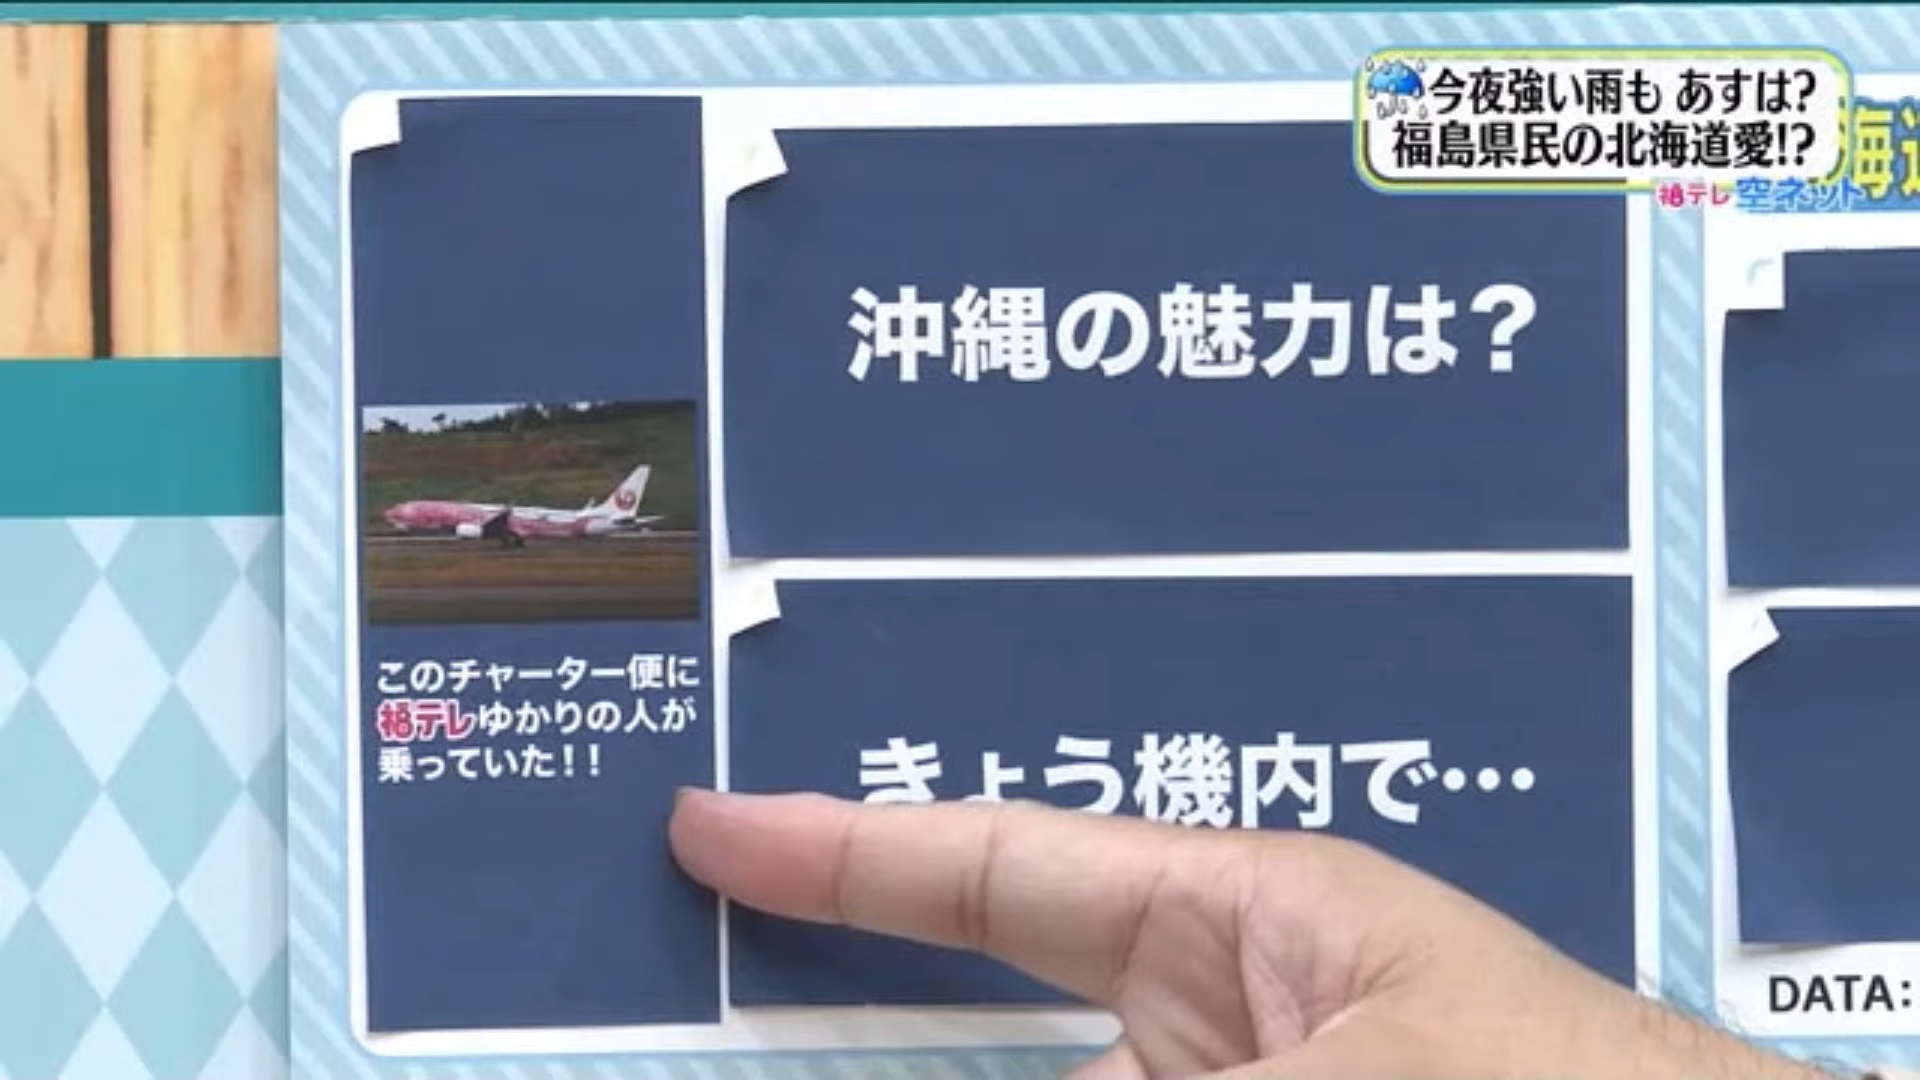 今夜強い雨も あすは?
福島県民の北海道愛!?
福テレ 空ネット
海道
沖縄の魅力は?
このチャーター便に
福テレゆかりの人が
乗っていた!!
きょう機内で…
DATA: